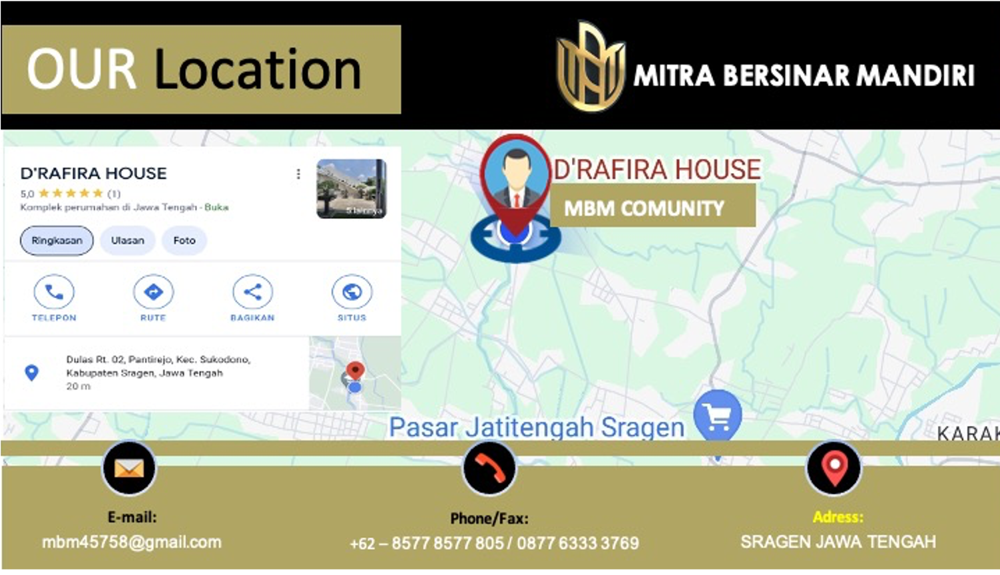 OUR Location
MITRA BERSINAR MANDIRI
D'RAFIRA HOUSE
5,0 (1)
Komplek perumahan di Jawa Tengah - Buka
5 lainnya
Ringkasan
Ulasan
Foto
TELEPON
RUTE
BAGIKAN
SITUS
Dulas Rt. 02, Pantirejo, Kec. Sukodono,
Kabupaten Sragen, Jawa Tengah
20 m
D'RAFIRA HOUSE
MBM COMUNITY
Pasar Jatitengah Sragen
KARAK
E-mail:
mbm45758@gmail.com
Phone/Fax:
+62 – 8577 8577 805 / 0877 6333 3769
Adress:
SRAGEN JAWA TENGAH